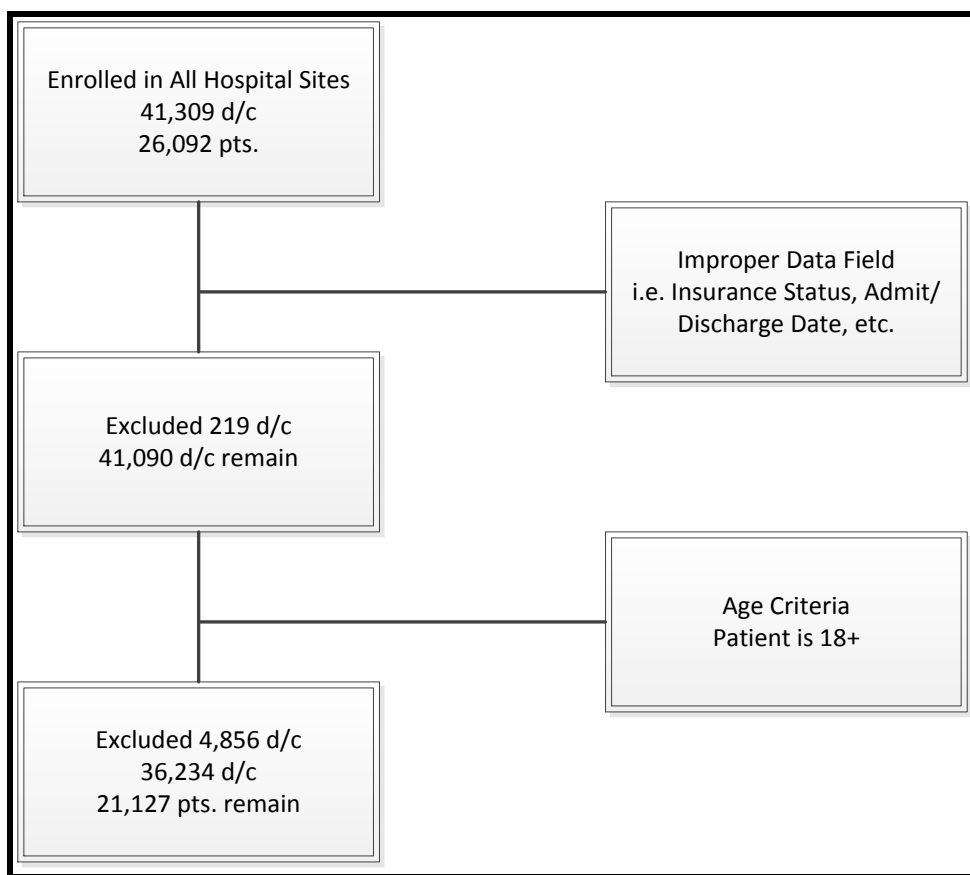 Enrolled in All Hospital Sites
41,309 d/c
26,092 pts.
Improper Data Field
i.e. Insurance Status, Admit/
Discharge Date, etc.
Excluded 219 d/c
41,090 d/c remain
Age Criteria
Patient is 18+
Excluded 4,856 d/c
36,234 d/c
21,127 pts. remain